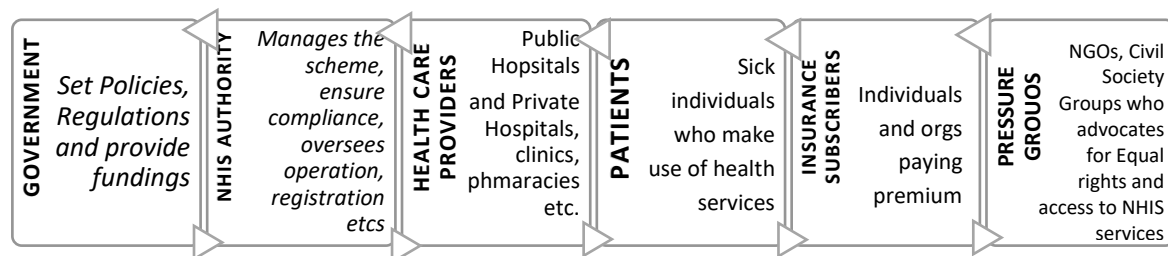 GOVERNMENT
Set Policies,
Regulations
and provide
fundings
NHIS AUTHORITY
Manages the
scheme,
ensure
compliance,
oversees
operation,
registration
etcs
HEALTH CARE
PROVIDERS
Public
Hopsitals
and Private
Hospitals,
clinics,
phmaracies
etc.
PATIENTS
Sick
individuals
who make
use of health
services
INSURANCE
SUBSCRIBERS
Individuals
and orgs
paying
premium
PRESSURE
GROUOS
NGOs, Civil
Society
Groups who
advocates
for Equal
rights and
access to NHIS
services